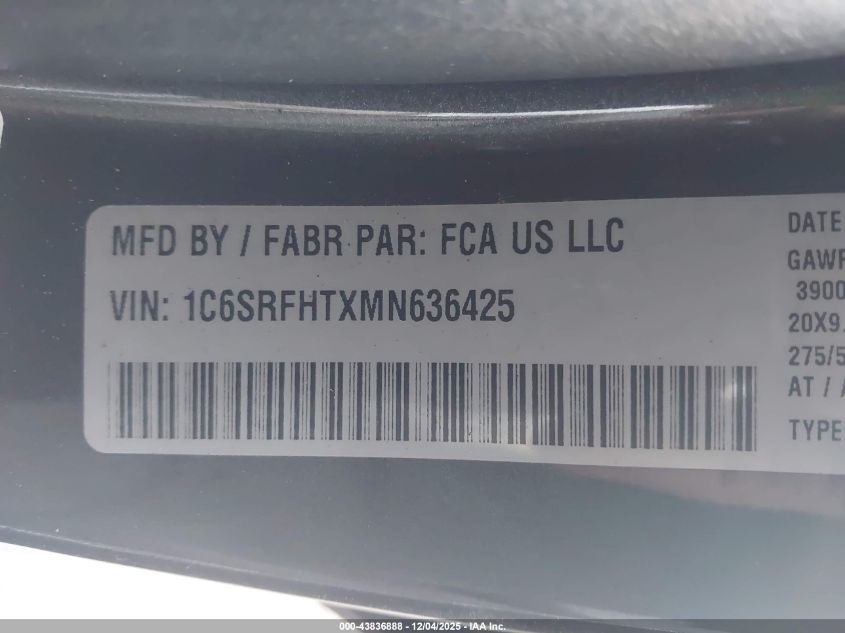 MFD BY / FABR PAR: FCA US LLC
VIN: 1C6SRFHTXMN636425
DATE
GAWR
3900
20X9.
275/5
AT /
TYPE
000-43836888 - 12/04/2025 - IAA Inc.